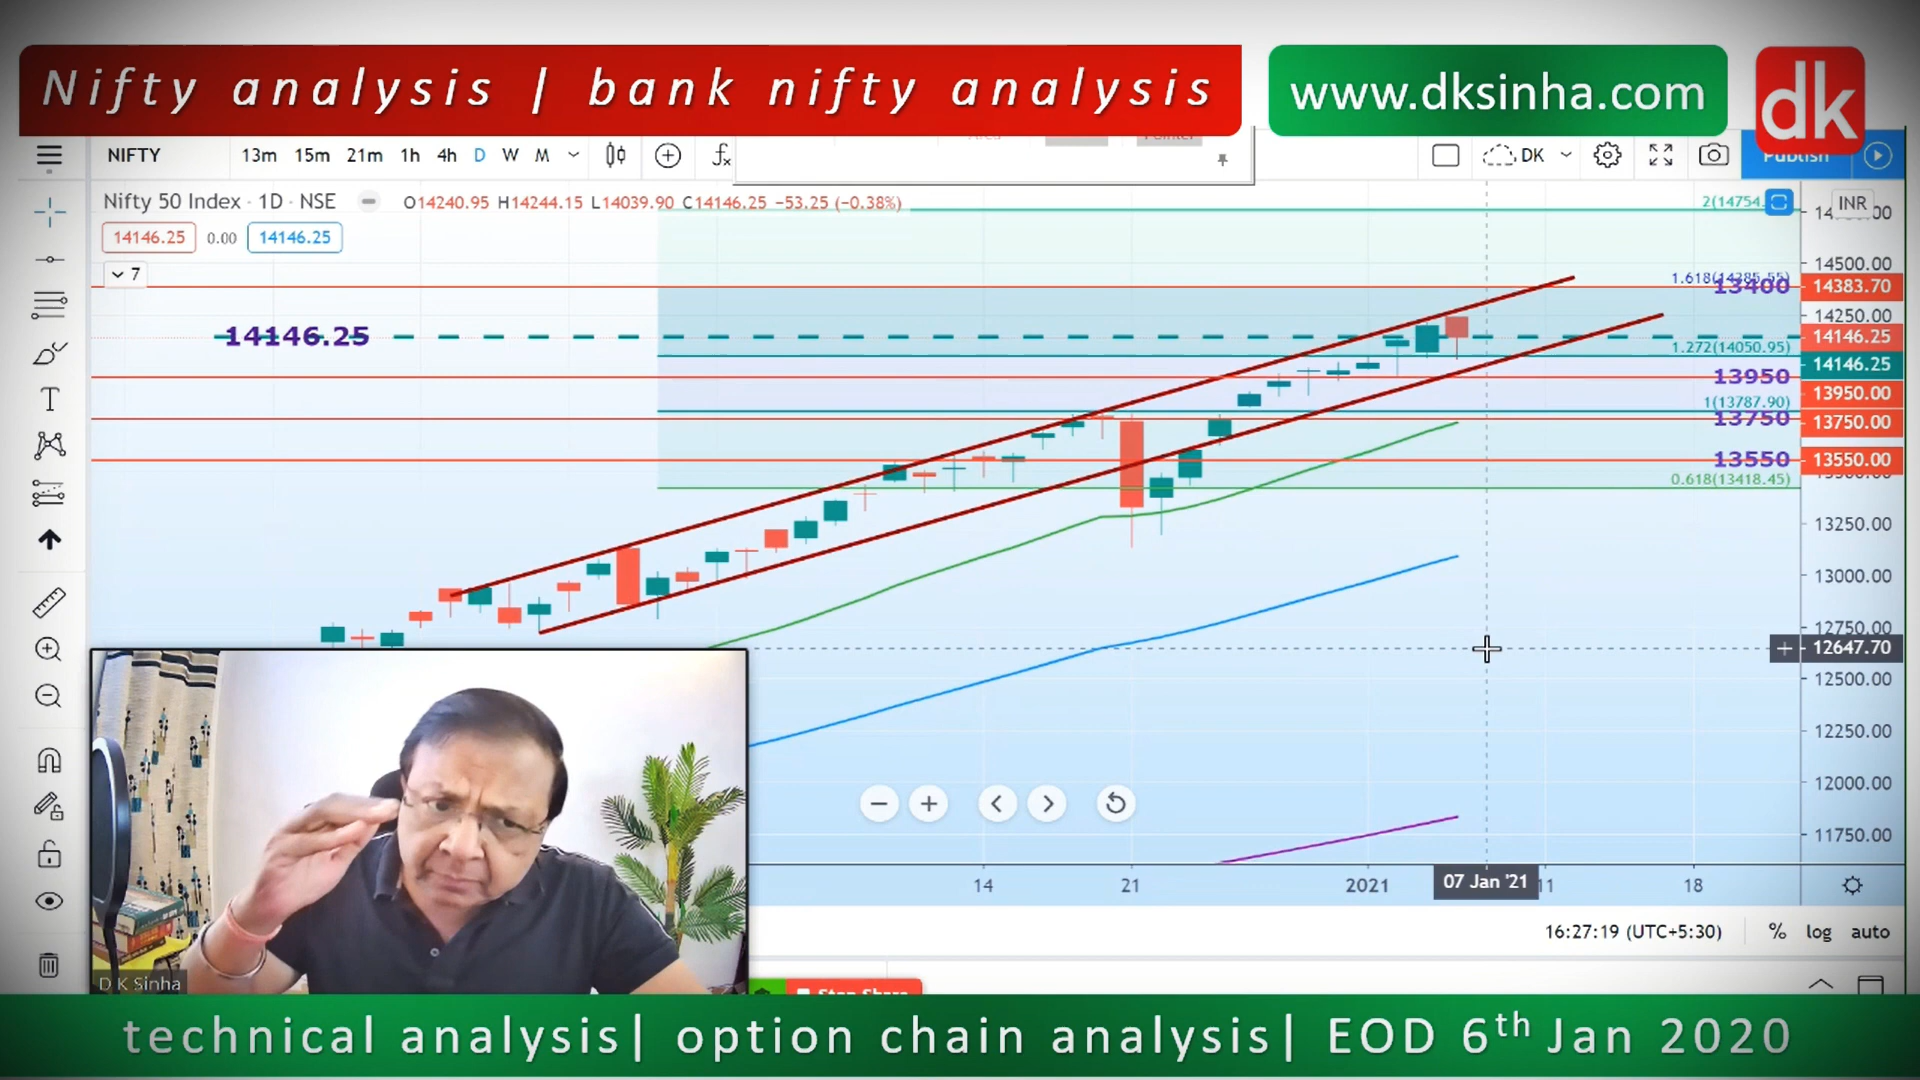 Nifty analysis | bank nifty analysis
www.dksinha.com
dk
NIFTY 13m 15m 21m 1h 4h D W M
DK
Publish
Nifty 50 Index · 1D · NSE
O14240.95 H14244.15 L14039.90 C14146.25 −53.25 (−0.38%)
14146.25 0.00 14146.25
7
INR
14500.00
1.618(14385.55)
13400
14383.70
14250.00
14146.25
14146.25
1.272(14050.95)
14146.25
13950
13950.00
1(13787.90)
13750
13750.00
13550
13550.00
0.618(13418.45)
13250.00
13000.00
12750.00
12647.70
12500.00
12250.00
12000.00
11750.00
14 21 2021 07 Jan '21 11 18
16:27:19 (UTC+5:30) % log auto
D K Sinha
Stop Share
technical analysis| option chain analysis| EOD 6th Jan 2020